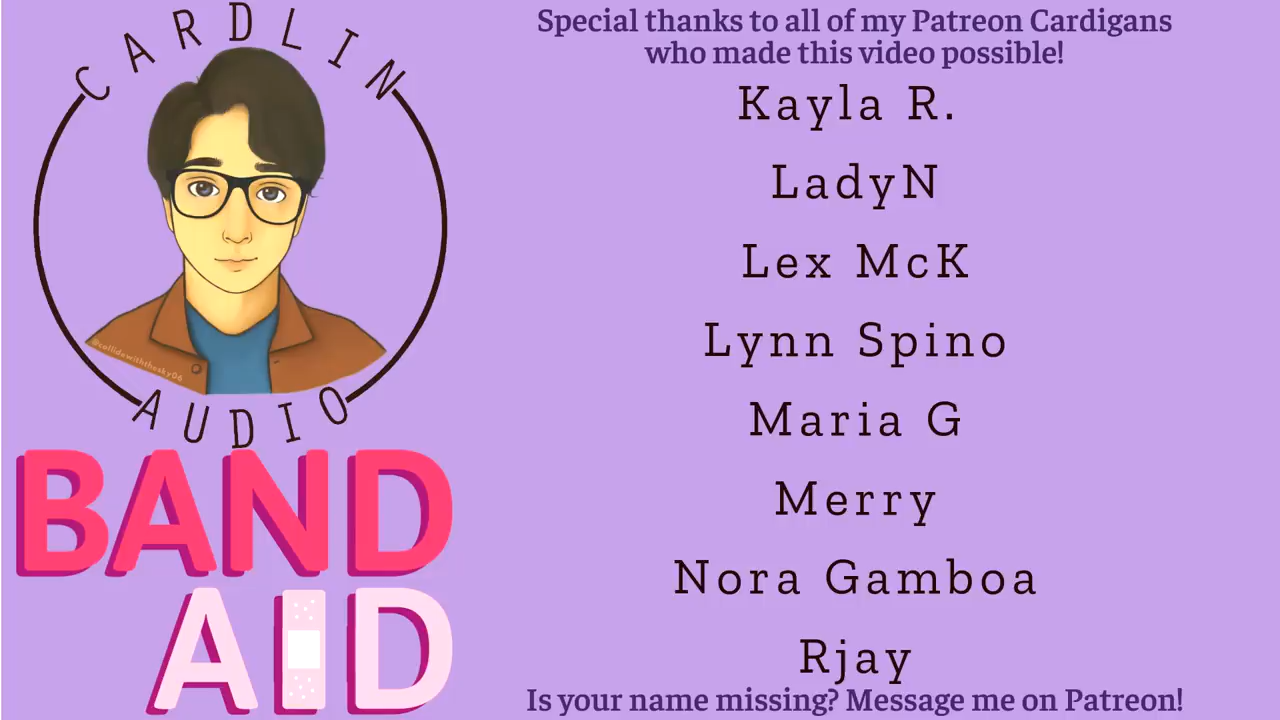 CARDLIN
AUDIO
@collidewiththesky06
BAND
AID
Special thanks to all of my Patreon Cardigans
who made this video possible!
Kayla R.
LadyN
Lex McK
Lynn Spino
Maria G
Merry
Nora Gamboa
Rjay
Is your name missing? Message me on Patreon!